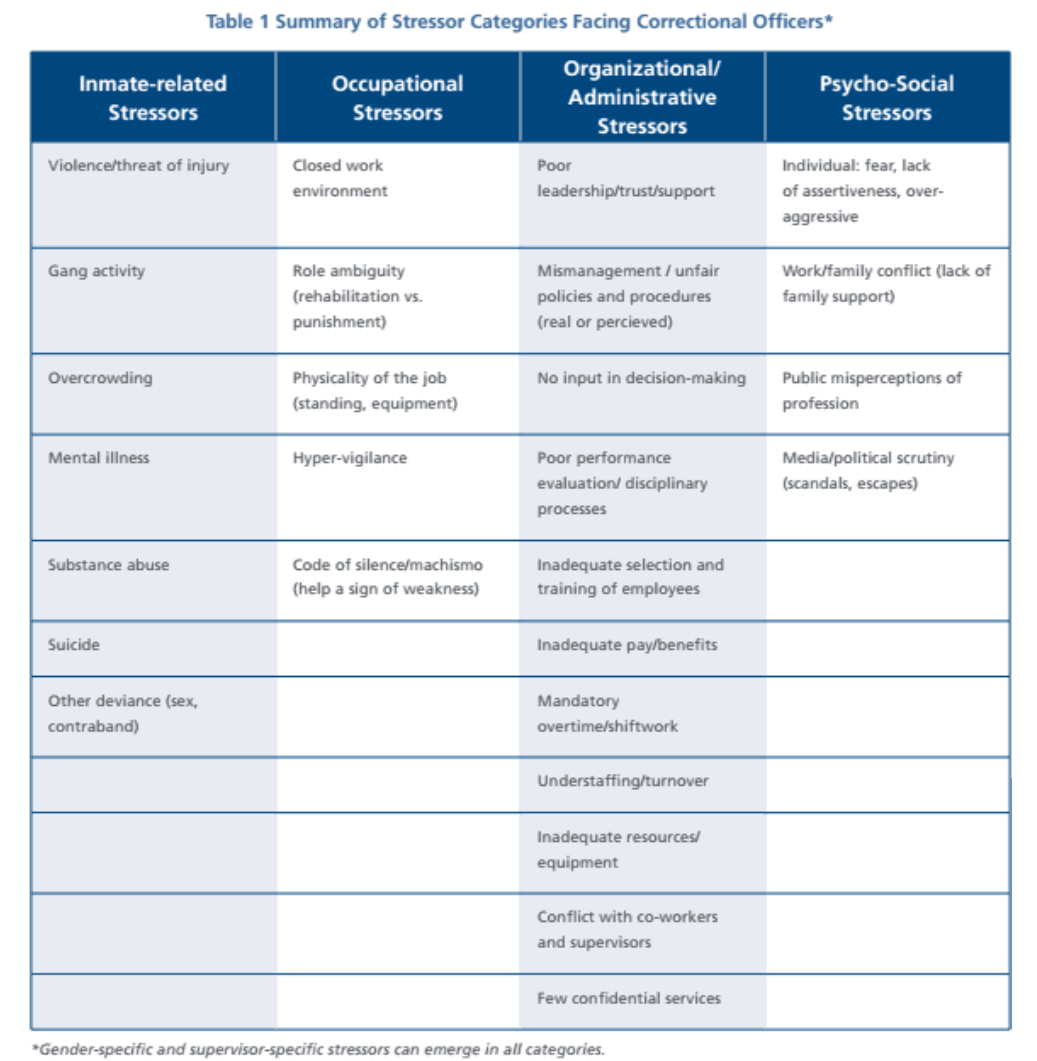 Table 1 Summary of Stressor Categories Facing Correctional Officers*
Inmate-related
Stressors
Occupational
Stressors
Organizational/
Administrative
Stressors
Psycho-Social
Stressors
Violence/threat of injury
Closed work
environment
Poor
leadership/trust/support
Individual: fear, lack
of assertiveness, over-
aggressive
Gang activity
Role ambiguity
(rehabilitation vs.
punishment)
Mismanagement / unfair
policies and procedures
(real or percieved)
Work/family conflict (lack of
family support)
Overcrowding
Physicality of the job
(standing, equipment)
No input in decision-making
Public misperceptions of
profession
Mental illness
Hyper-vigilance
Poor performance
evaluation/ disciplinary
processes
Media/political scrutiny
(scandals, escapes)
Substance abuse
Code of silence/machismo
(help a sign of weakness)
Inadequate selection and
training of employees
Suicide
Inadequate pay/benefits
Other deviance (sex,
contraband)
Mandatory
overtime/shiftwork
Understaffing/turnover
Inadequate resources/
equipment
Conflict with co-workers
and supervisors
Few confidential services
*Gender-specific and supervisor-specific stressors can emerge in all categories.